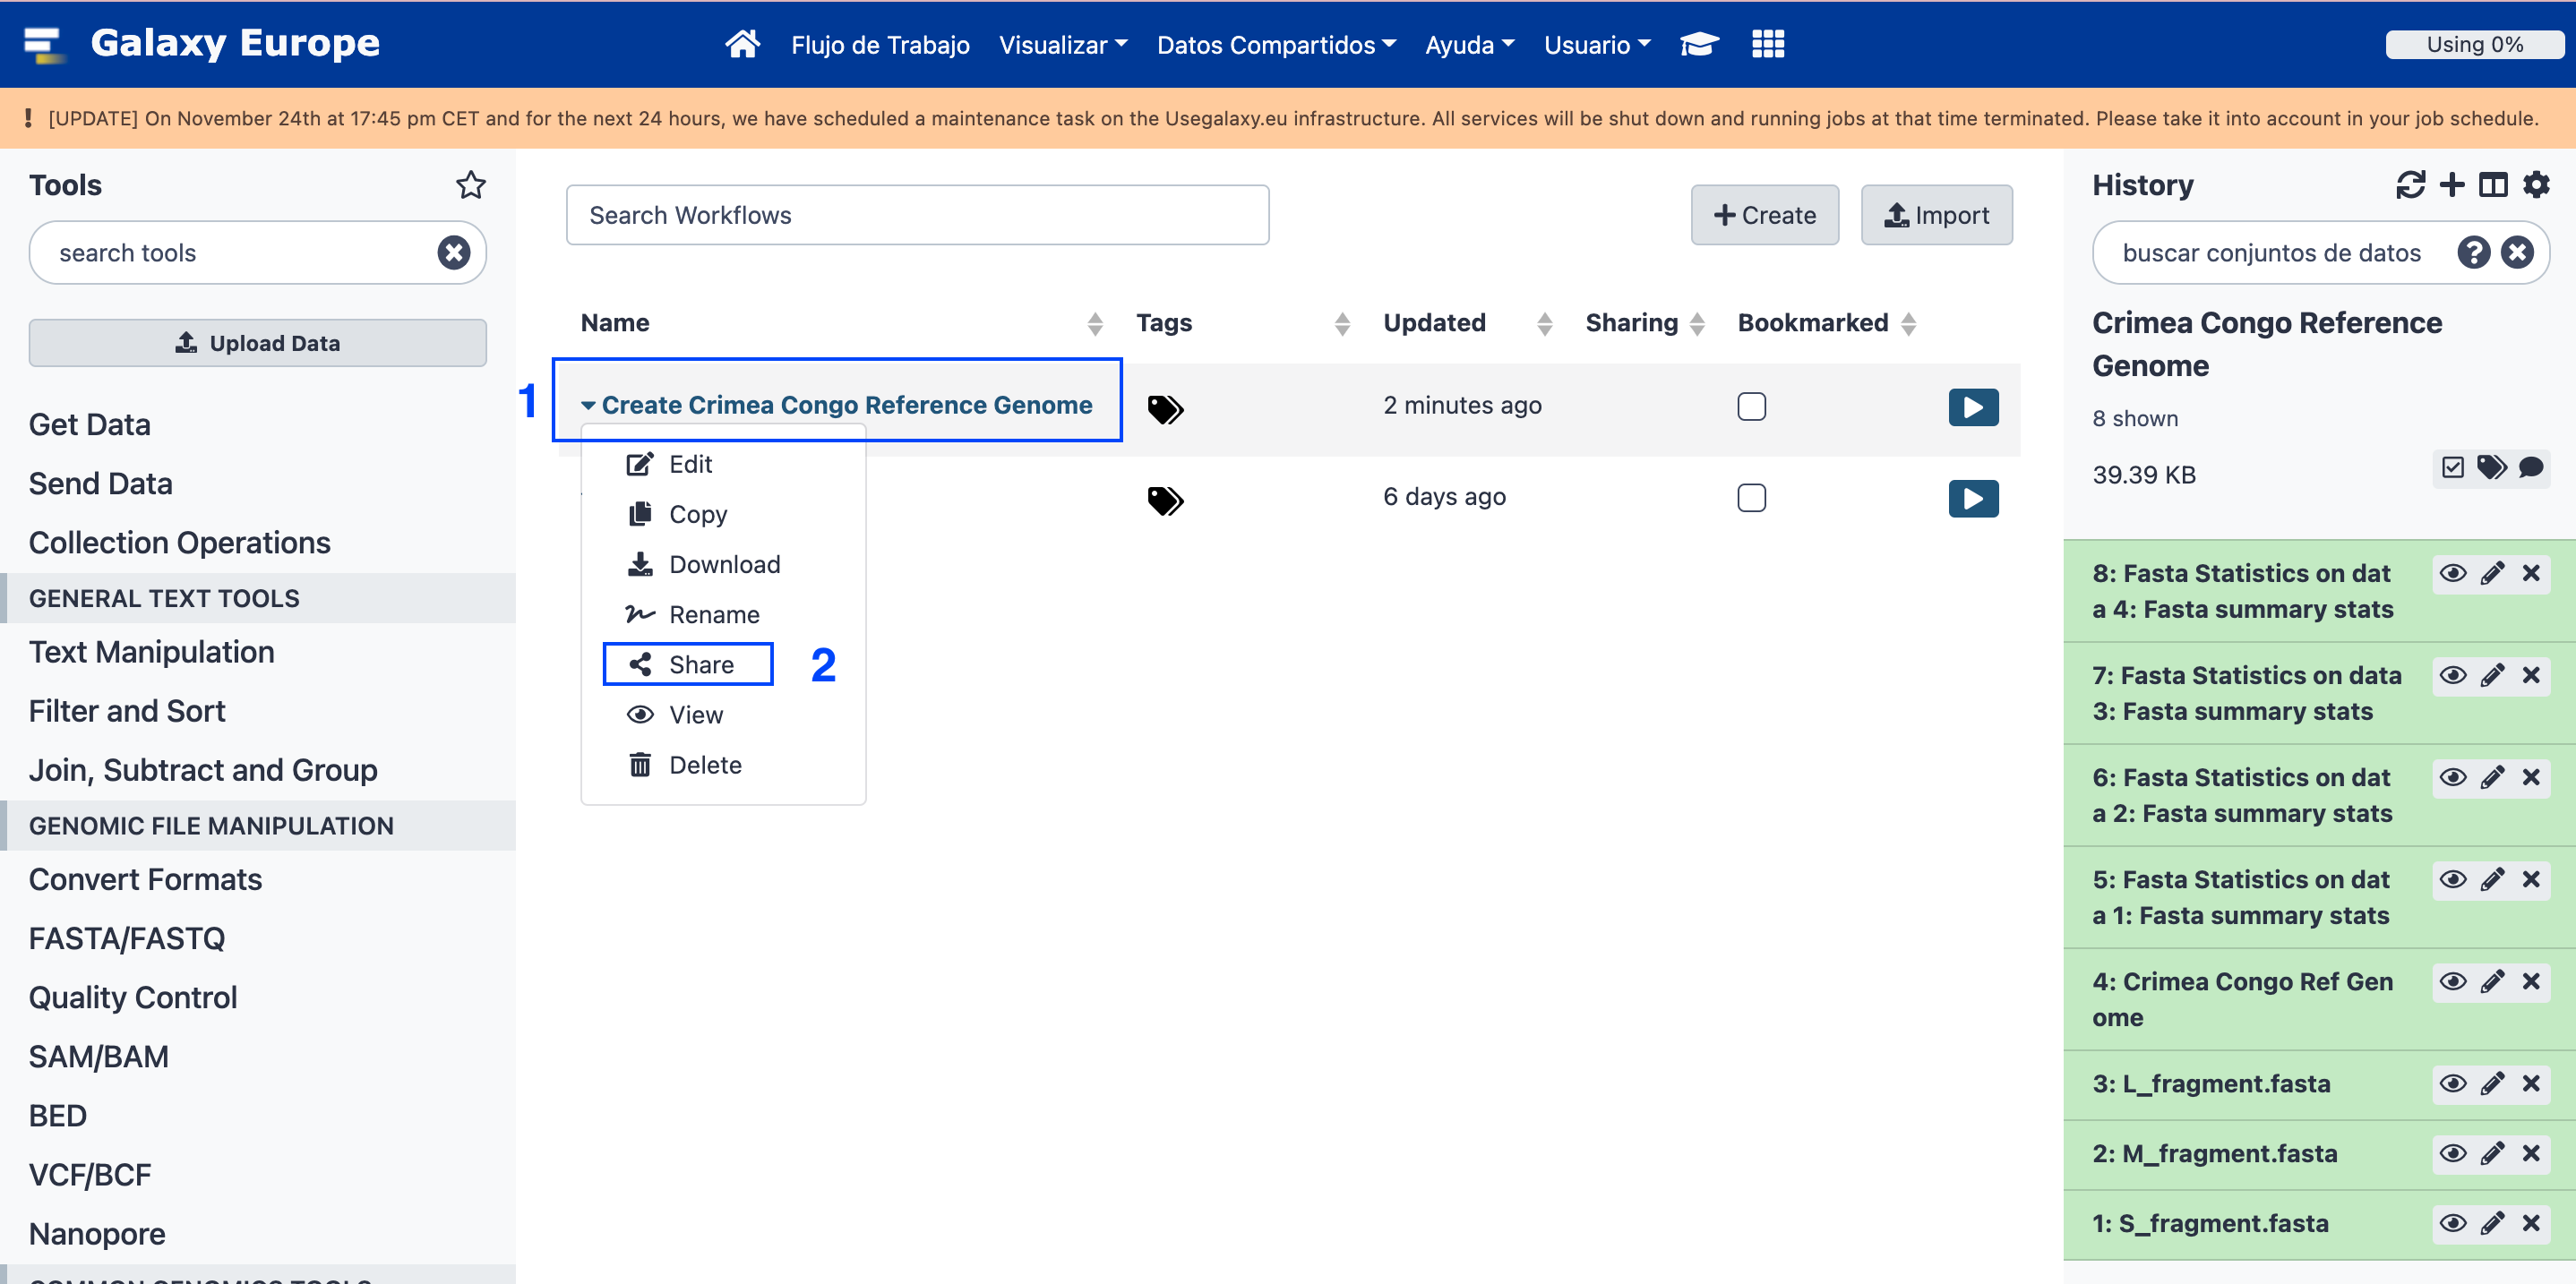 Galaxy Europe
Flujo de Trabajo
Visualizar
Datos Compartidos
Ayuda
Usuario
Using 0%
[UPDATE] On November 24th at 17:45 pm CET and for the next 24 hours, we have scheduled a maintenance task on the Usegalaxy.eu infrastructure. All services will be shut down and running jobs at that time terminated. Please take it into account in your job schedule.
Tools
search tools
Upload Data
Get Data
Send Data
Collection Operations
GENERAL TEXT TOOLS
Text Manipulation
Filter and Sort
Join, Subtract and Group
GENOMIC FILE MANIPULATION
Convert Formats
FASTA/FASTQ
Quality Control
SAM/BAM
BED
VCF/BCF
Nanopore
COMMON GENOMICS TOOLS
Search Workflows
Create
Import
Name
Tags
Updated
Sharing
Bookmarked
1
Create Crimea Congo Reference Genome
2 minutes ago
Edit
Copy
Download
Rename
Share
2
View
Delete
6 days ago
History
buscar conjuntos de datos
Crimea Congo Reference
Genome
8 shown
39.39 KB
8: Fasta Statistics on dat
a 4: Fasta summary stats
7: Fasta Statistics on data
3: Fasta summary stats
6: Fasta Statistics on dat
a 2: Fasta summary stats
5: Fasta Statistics on dat
a 1: Fasta summary stats
4: Crimea Congo Ref Gen
ome
3: L_fragment.fasta
2: M_fragment.fasta
1: S_fragment.fasta